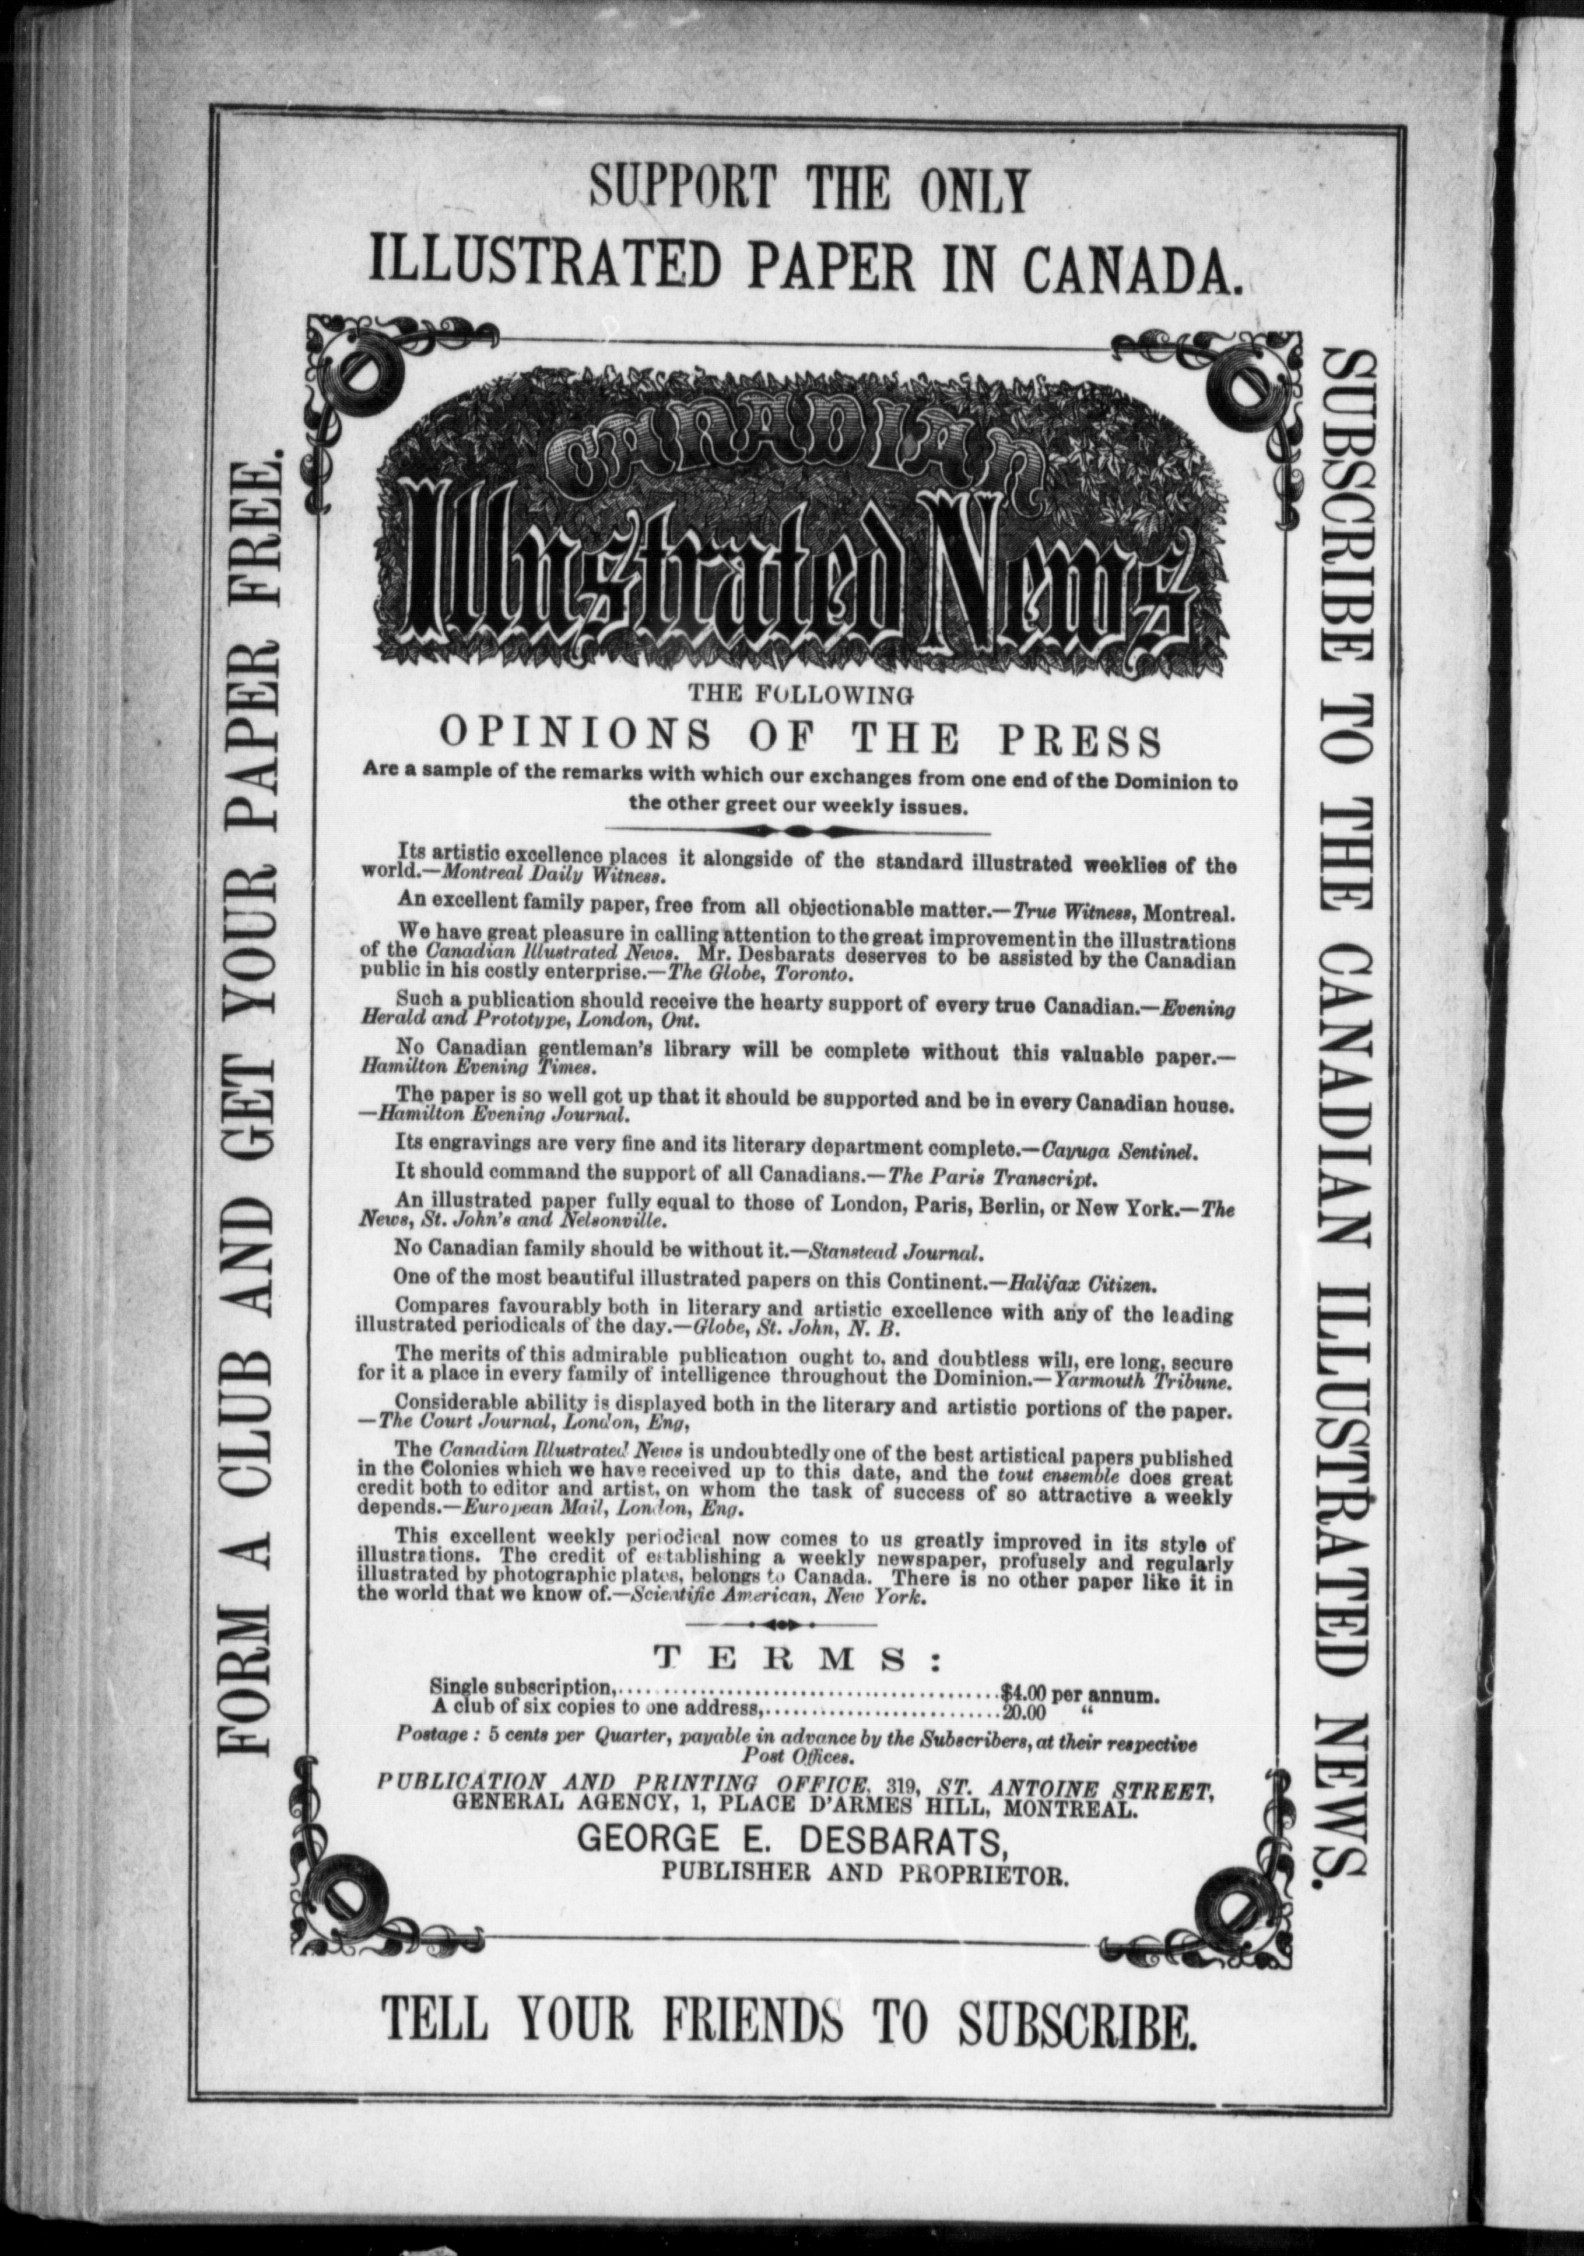 SUPPORT THE ONLY
ILLUSTRATED PAPER IN CANADA.
FORM A CLUB AND GET YOUR PAPER FREE.
SUBSCRIBE TO THE CANADIAN ILLUSTRATED NEWS.
CANADIAN
Illustrated News
THE FOLLOWING
OPINIONS OF THE PRESS
Are a sample of the remarks with which our exchanges from one end of the Dominion to
the other greet our weekly issues.
Its artistic excellence places it alongside of the standard illustrated weeklies of the
world.—Montreal Daily Witness.
An excellent family paper, free from all objectionable matter.—True Witness, Montreal.
We have great pleasure in calling attention to the great improvement in the illustrations
of the Canadian Illustrated News. Mr. Desbarats deserves to be assisted by the Canadian
public in his costly enterprise.—The Globe, Toronto.
Such a publication should receive the hearty support of every true Canadian.—Evening
Herald and Prototype, London, Ont.
No Canadian gentleman's library will be complete without this valuable paper.—
Hamilton Evening Times.
The paper is so well got up that it should be supported and be in every Canadian house.
—Hamilton Evening Journal.
Its engravings are very fine and its literary department complete.—Cayuga Sentinel.
It should command the support of all Canadians.—The Paris Transcript.
An illustrated paper fully equal to those of London, Paris, Berlin, or New York.—The
News, St. John's and Nelsonville.
No Canadian family should be without it.—Stanstead Journal.
One of the most beautiful illustrated papers on this Continent.—Halifax Citizen.
Compares favourably both in literary and artistic excellence with any of the leading
illustrated periodicals of the day.—Globe, St. John, N. B.
The merits of this admirable publication ought to, and doubtless will, ere long, secure
for it a place in every family of intelligence throughout the Dominion.—Yarmouth Tribune.
Considerable ability is displayed both in the literary and artistic portions of the paper.
—The Court Journal, London, Eng,
The Canadian Illustrated News is undoubtedly one of the best artistical papers published
in the Colonies which we have received up to this date, and the tout ensemble does great
credit both to editor and artist, on whom the task of success of so attractive a weekly
depends.—European Mail, London, Eng.
This excellent weekly periodical now comes to us greatly improved in its style of
illustrations. The credit of establishing a weekly newspaper, profusely and regularly
illustrated by photographic plates, belongs to Canada. There is no other paper like it in
the world that we know of.—Scientific American, New York.
TERMS:
Single subscription,........................................$4.00 per annum.
A club of six copies to one address,..........................20.00 “
Postage: 5 cents per Quarter, payable in advance by the Subscribers, at their respective
Post Offices.
PUBLICATION AND PRINTING OFFICE, 319, ST. ANTOINE STREET,
GENERAL AGENCY, 1, PLACE D'ARMES HILL, MONTREAL.
GEORGE E. DESBARATS,
PUBLISHER AND PROPRIETOR.
TELL YOUR FRIENDS TO SUBSCRIBE.